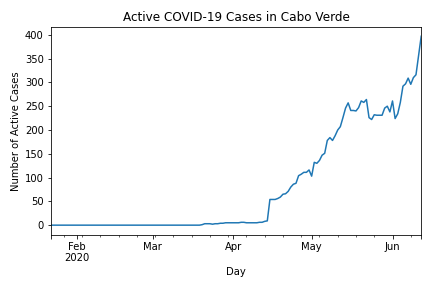 Active COVID-19 Cases in Cabo Verde
Number of Active Cases
400
350
300
250
200
150
100
50
0
Feb Mar Apr May Jun
2020
Day